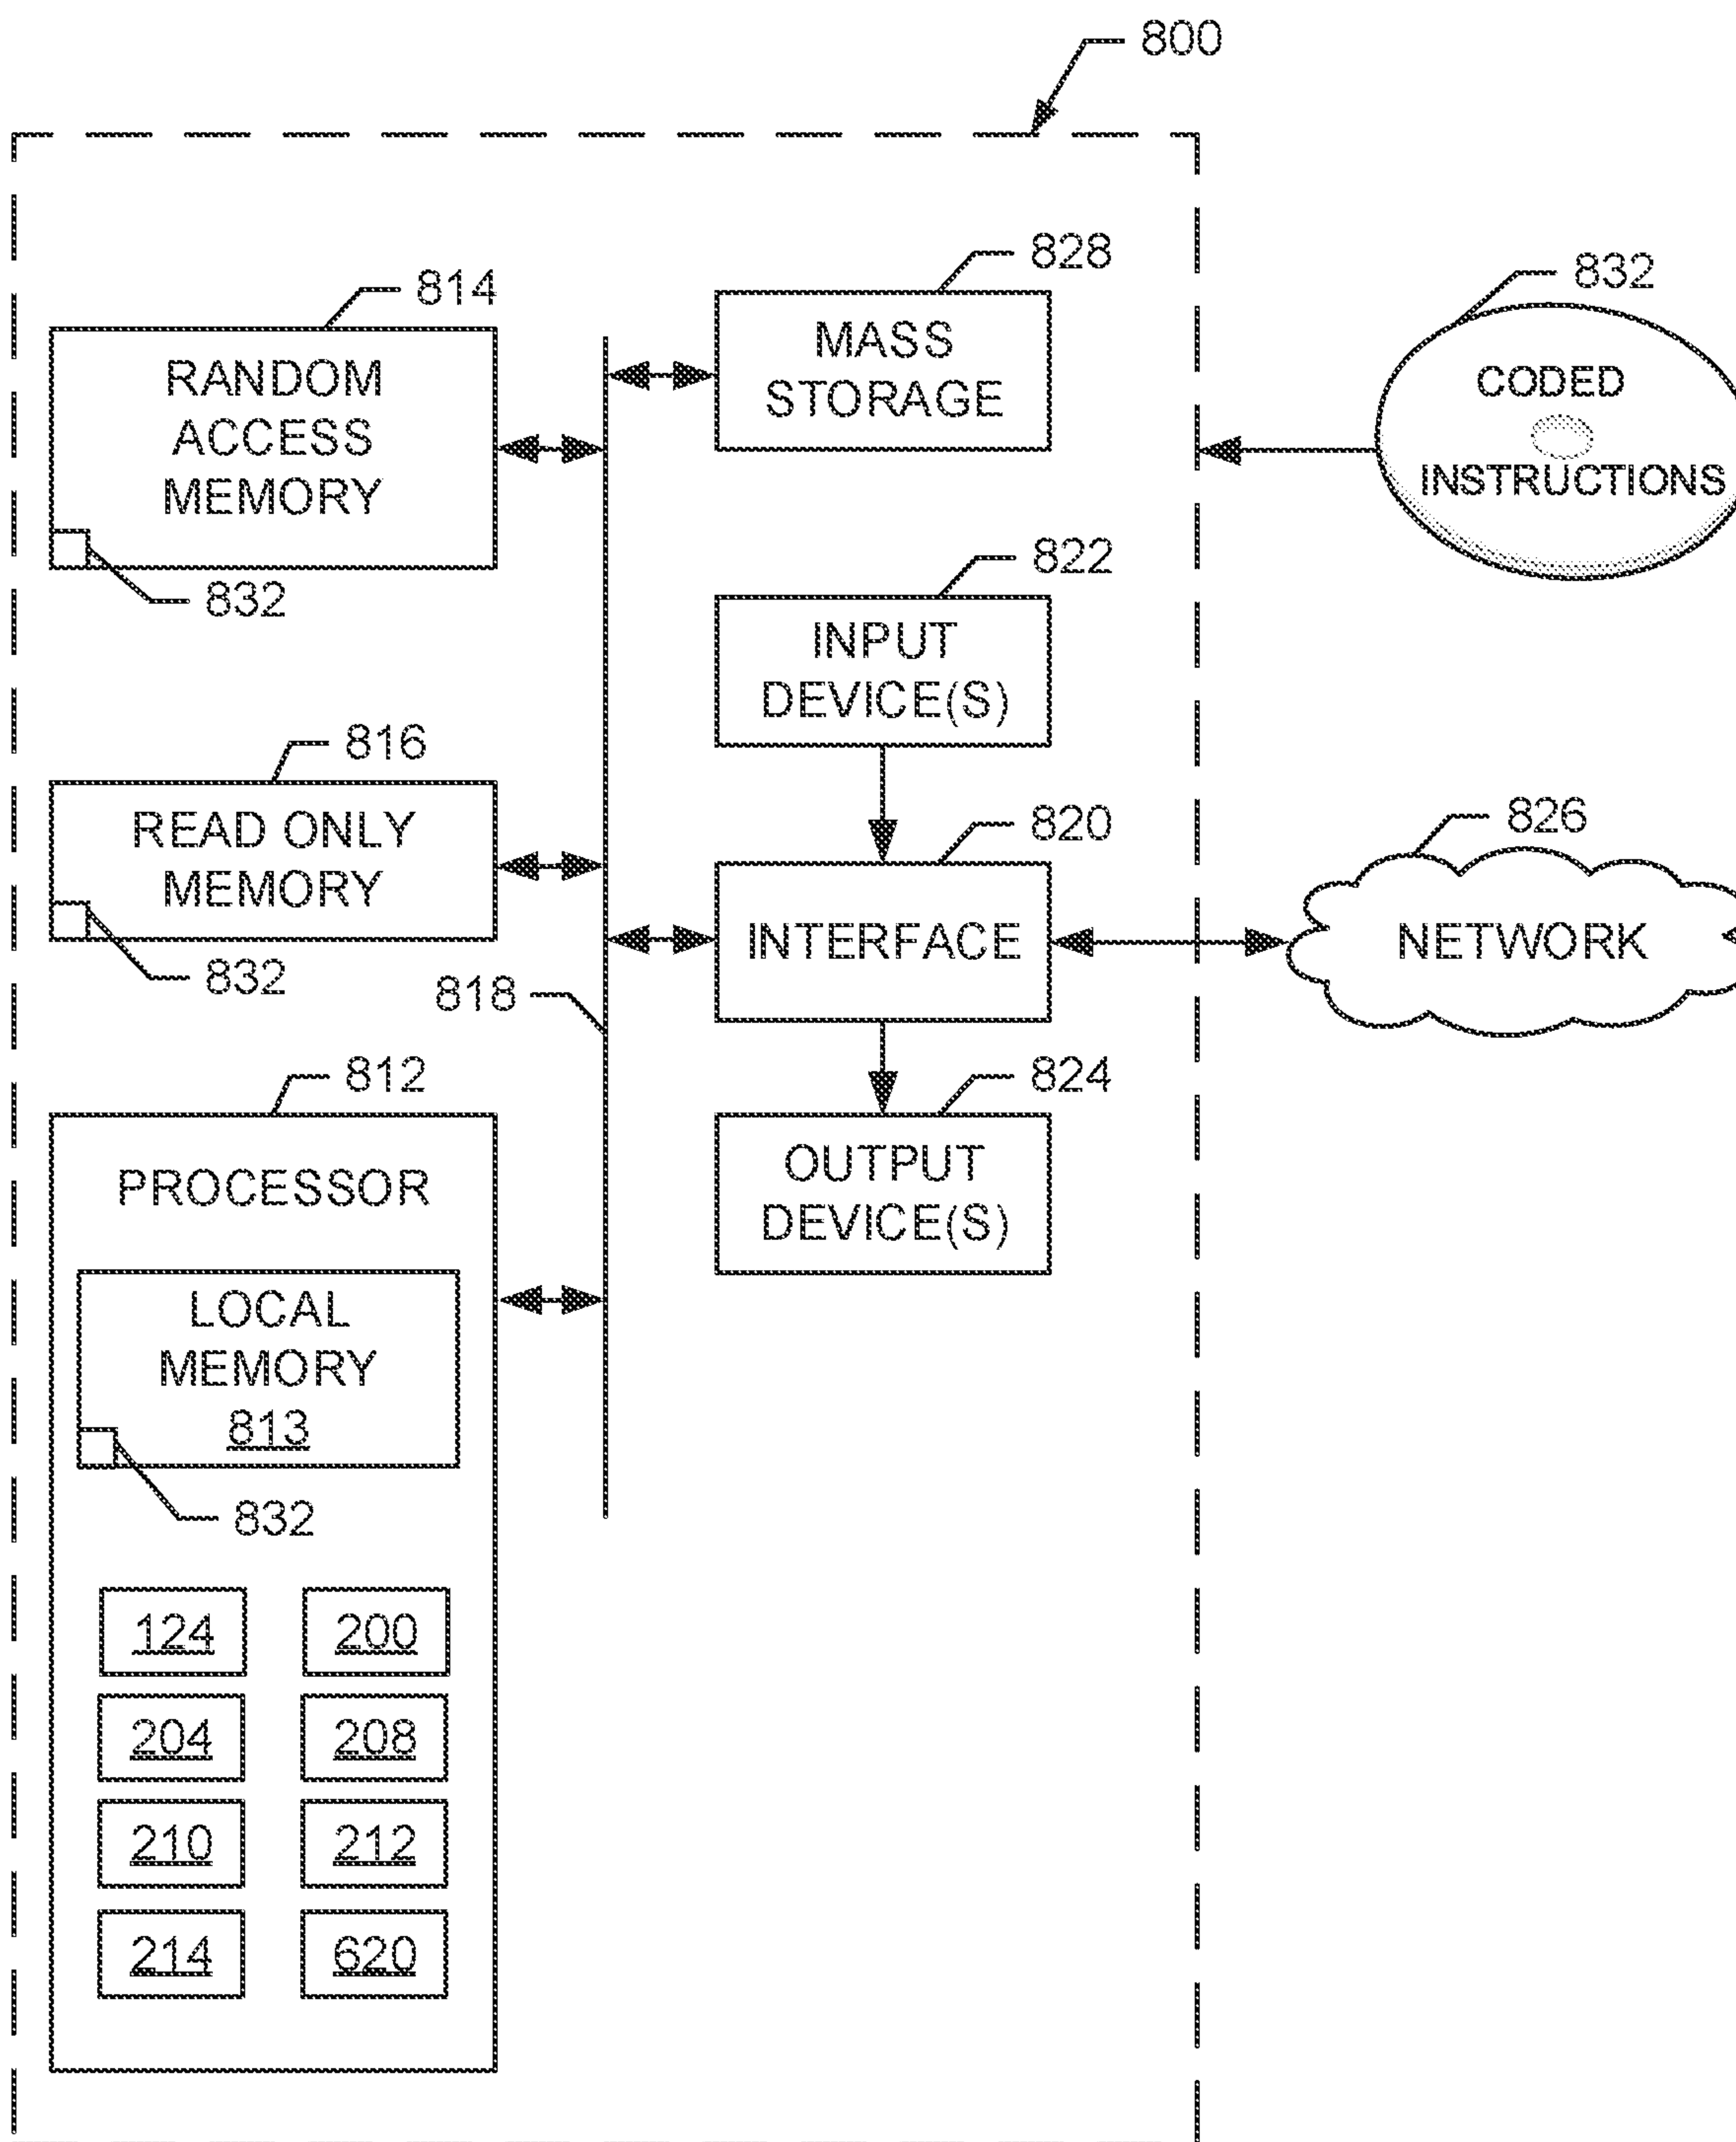 800
814
RANDOM
ACCESS
MEMORY
832
828
MASS
STORAGE
832
CODED
INSTRUCTIONS
822
INPUT
DEVICE(S)
816
READ ONLY
MEMORY
832
820
INTERFACE
826
NETWORK
818
812
PROCESSOR
824
OUTPUT
DEVICE(S)
LOCAL
MEMORY
813
832
124
200
204
208
210
212
214
620